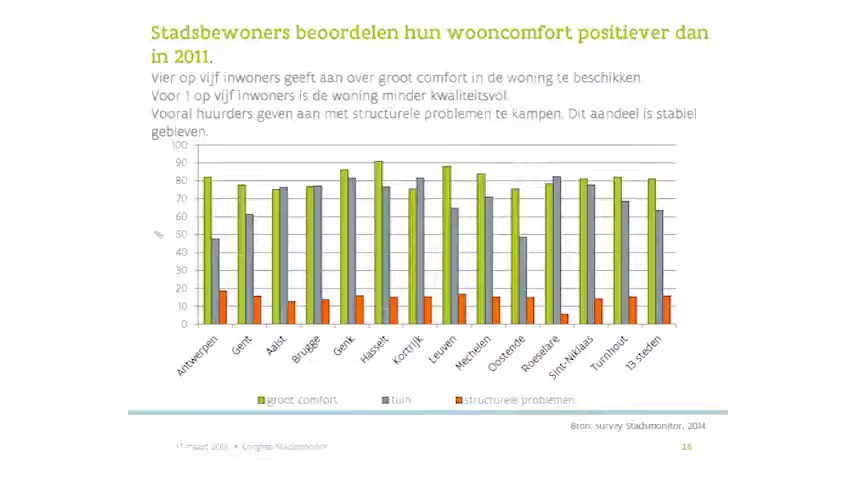 Stadsbewoners beoordelen hun wooncomfort positiever dan
in 2011.
Vier op vijf inwoners geeft aan over groot comfort in de woning te beschikken.
Voor 1 op vijf inwoners is de woning minder kwaliteitsvol.
Vooral huurders geven aan met structurele problemen te kampen. Dit aandeel is stabiel
gebleven.
100
90
80
70
60
50
40
30
20
10
0
%
Antwerpen
Gent
Aalst
Brugge
Genk
Hasselt
Kortrijk
Leuven
Mechelen
Oostende
Roeselare
Sint-Niklaas
Turnhout
13 steden
groot comfort
tuin
structurele problemen
Bron: survey Stadsmonitor, 2014
17 maart • Congres Stadsmonitor
16